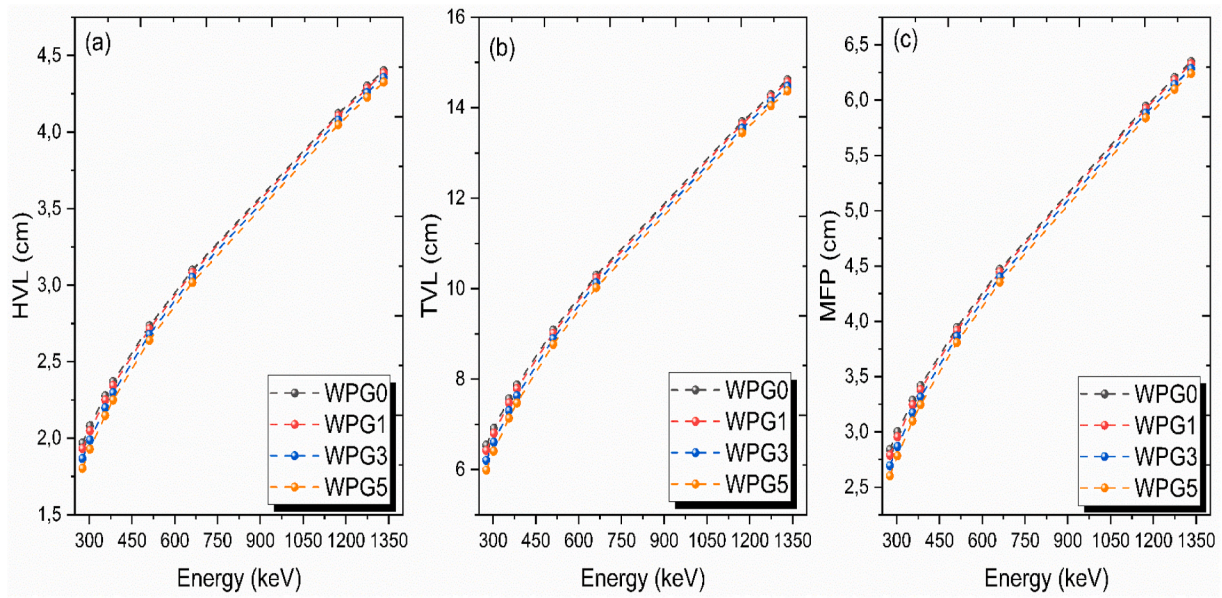 (a)
HVL (cm)
4,5
4,0
3,5
3,0
2,5
2,0
1,5
300 450 600 750 900 1050 1200 1350
Energy (keV)
WPG0
WPG1
WPG3
WPG5
(b)
TVL (cm)
16
14
12
10
8
6
300 450 600 750 900 1050 1200 1350
Energy (keV)
WPG0
WPG1
WPG3
WPG5
(c)
MFP (cm)
6,5
6,0
5,5
5,0
4,5
4,0
3,5
3,0
2,5
300 450 600 750 900 1050 1200 1350
Energy (keV)
WPG0
WPG1
WPG3
WPG5